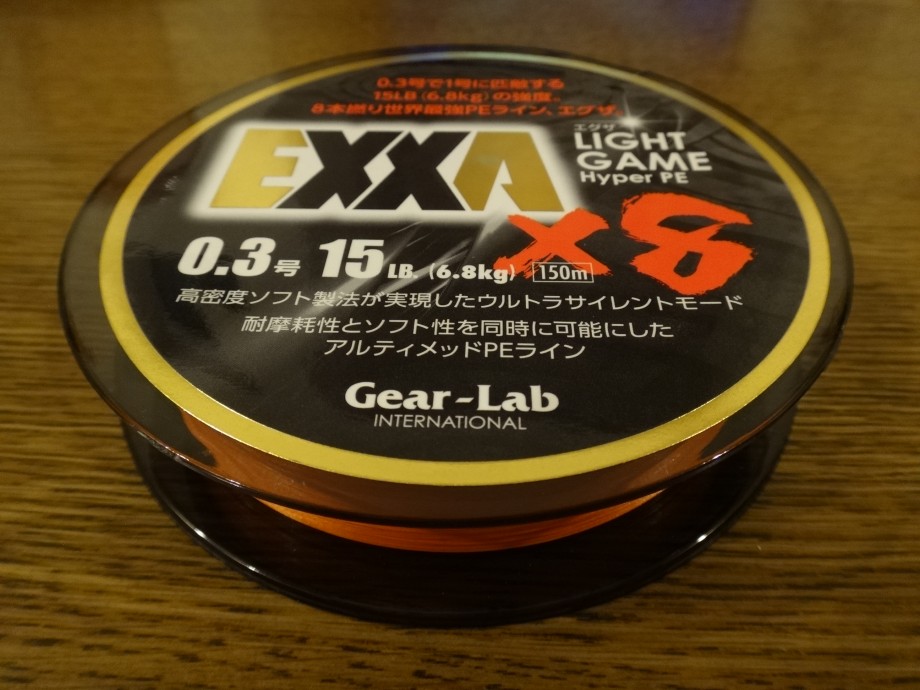 0.3号で1号に匹敵する
15LB(6.8kg)の強度。
8本撚り世界最強PEライン、エグザ。
エグザ
EXXA
LIGHT
GAME
Hyper PE
X8
0.3号 15LB. (6.8kg) 150m
高密度ソフト製法が実現したウルトラサイレントモード
耐摩耗性とソフト性を同時に可能にした
アルティメッドPEライン
Gear-Lab
INTERNATIONAL